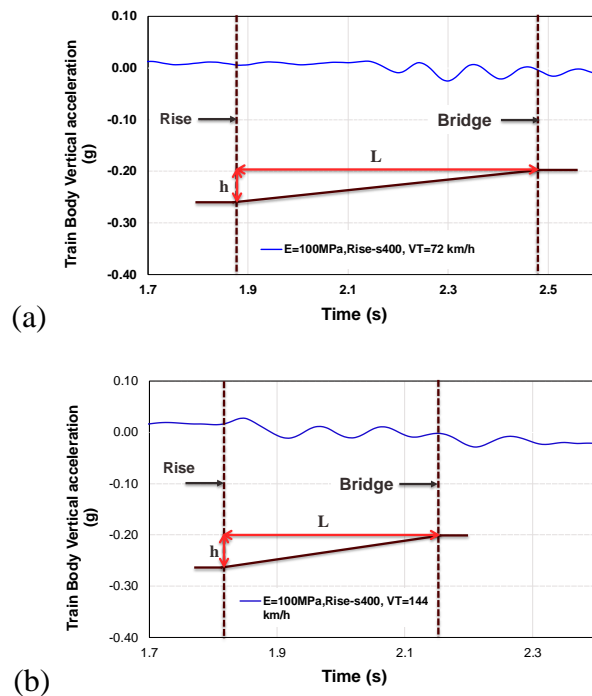 0.10
0.00
-0.10
-0.20
-0.30
-0.40
Train Body Vertical acceleration
(g)
Rise
Bridge
L
h
E=100MPa,Rise-s400, VT=72 km/h
1.7 1.9 2.1 2.3 2.5
Time (s)
(a)
0.10
0.00
-0.10
-0.20
-0.30
-0.40
Train Body Vertical acceleration
(g)
Rise
Bridge
L
h
E=100MPa,Rise-s400, VT=144
km/h
1.7 1.9 2.1 2.3
Time (s)
(b)